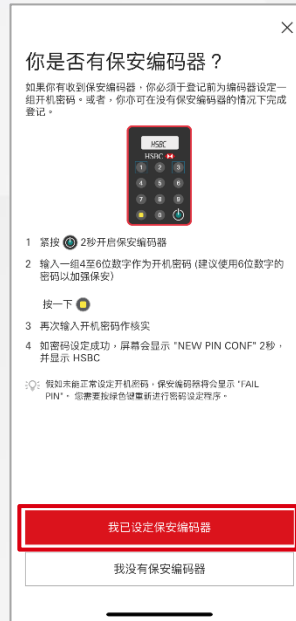 你是否有保安编码器？
如果你有收到保安编码器，你必须于登记前为编码器设定一
组开机密码。或者，你亦可在没有保安编码器的情况下完成
登记。
HSBC
HSBC
1 2 3
4 5 6
7 8 9
0
1 紧按 2秒开启保安编码器
2 输入一组4至6位数字作为开机密码 (建议使用6位数字的
密码以加强保安)
按一下
3 再次输入开机密码作核实
4 如密码设定成功，屏幕会显示 "NEW PIN CONF" 2秒，
并显示 HSBC
假如未能正常设定开机密码，保安编码器将会显示 "FAIL
PIN"。 您需要按绿色键重新进行密码设定程序。
我已设定保安编码器
我没有保安编码器